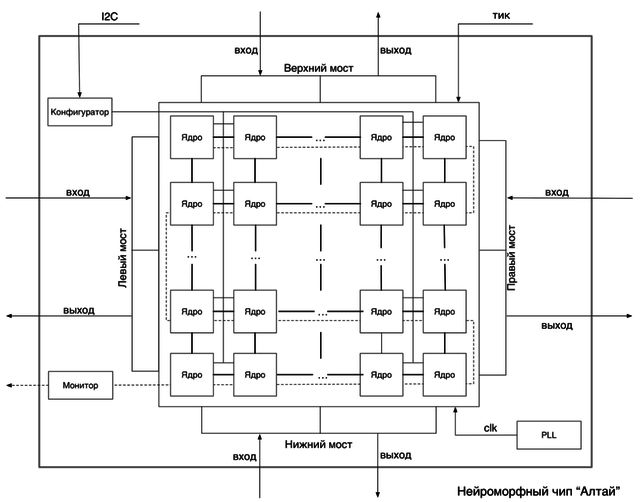 I2C
тик
вход
выход
Верхний мост
Конфигуратор
Ядро
Ядро
...
Ядро
Ядро
вход
вход
Ядро
Ядро
...
Ядро
Ядро
Левый мост
Правый мост
...
...
...
...
выход
выход
Ядро
Ядро
...
Ядро
Ядро
Монитор
Ядро
Ядро
...
Ядро
Ядро
clk
PLL
Нижний мост
вход
выход
Нейроморфный чип “Алтай”